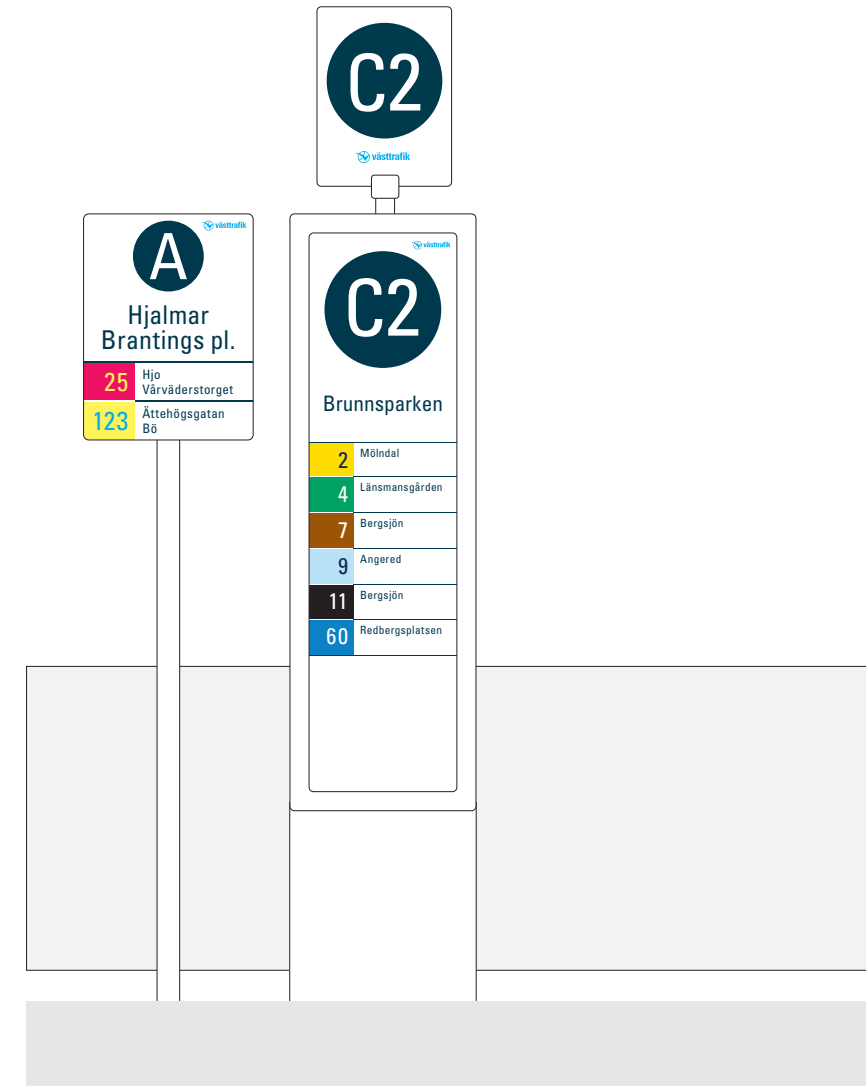 C2
västtrafik
västtrafik
A
Hjalmar
Brantings pl.
25 Hjo
Vårväderstorget
123 Ättehögsgatan
Bö
västtrafik
C2
Brunnsparken
2 Mölndal
4 Länsmansgården
7 Bergsjön
9 Angered
11 Bergsjön
60 Redbergsplatsen